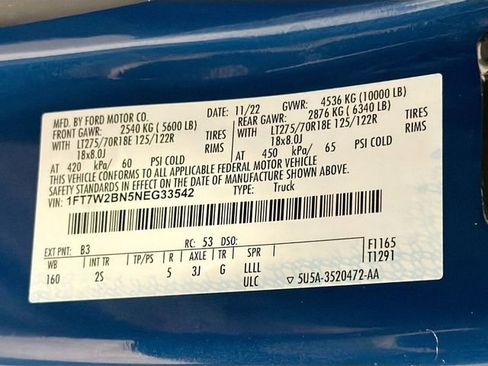 MFD. BY FORD MOTOR CO.
DATE: 11/22 GVWR: 4536 KG (10000 LB)
FRONT GAWR: 2540 KG (5600 LB) REAR GAWR: 2876 KG (6340 LB)
WITH LT275/70R18E 125/122R TIRES WITH LT275/70R18E 125/122R TIRES
18x8.0J RIMS 18x8.0J RIMS
AT 420 kPa/ 60 PSI COLD AT 450 kPa/ 65 PSI COLD
THIS VEHICLE CONFORMS TO ALL APPLICABLE FEDERAL MOTOR VEHICLE
SAFETY STANDARDS IN EFFECT ON THE DATE OF MANUFACTURE SHOWN ABOVE.
VIN: 1FT7W2BN5NEG33542 TYPE: Truck
EXT PNT: B3 RC: 53 DSO: F1165
WB INT TR TP/PS R AXLE TR SPR T1291
160 2S 5 3J G LLLL
ULC ▽ 5U5A-3520472-AA